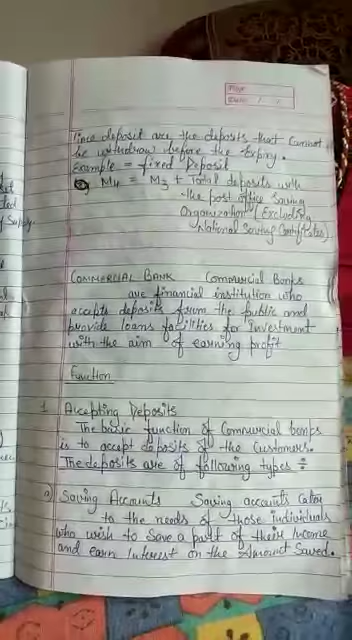 Time deposit are the deposits that cannot
be withdraw before the Expiry.
Example = fixed Deposit
M4 = M3 + Total deposits with
the post office saving
Organization (Excluding
National Saving Certificates)
COMMERCIAL BANK Commercial Banks
are financial institution who
accepts deposits from the public and
provide loans facilities for Investment
with the aim of earning profit
Function
1. Accepting Deposits
The basic function of Commercial banks
is to accept deposits of the Customers.
The deposits are of following types :-
a) Saving Accounts Saving accounts Cater
to the needs of those individuals
who wish to Save a part of their Income
and earn Interest on the Amount Saved.